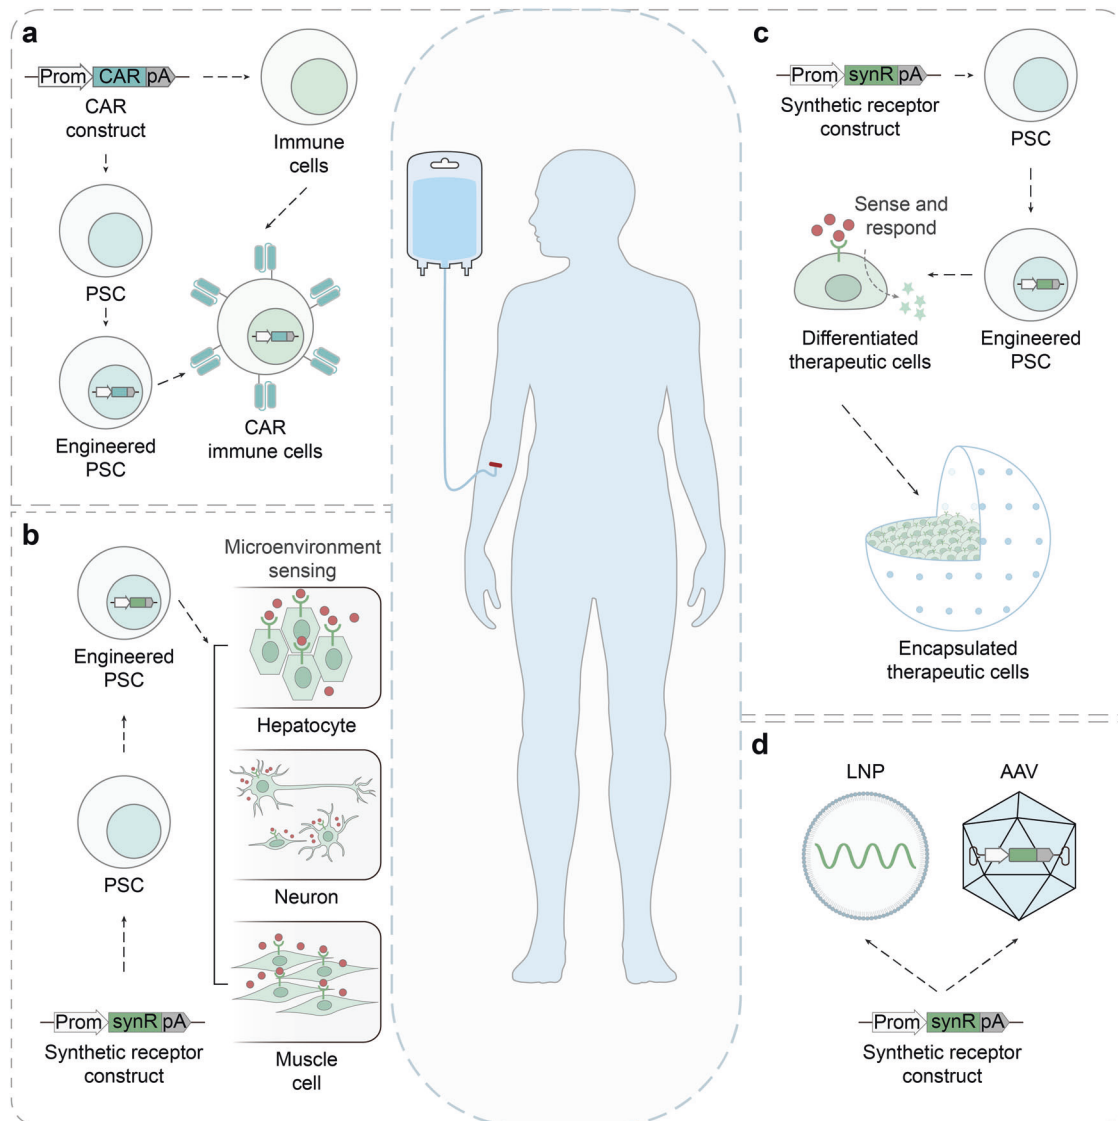 a
Prom CAR pA
CAR
construct
Immune
cells
PSC
Engineered
PSC
CAR
immune cells
b
Engineered
PSC
PSC
Prom synR pA
Synthetic receptor
construct
Microenvironment
sensing
Hepatocyte
Neuron
Muscle
cell
c
Prom synR pA
Synthetic receptor
construct
PSC
Sense and
respond
Differentiated
therapeutic cells
Engineered
PSC
Encapsulated
therapeutic cells
d
LNP
AAV
Prom synR pA
Synthetic receptor
construct